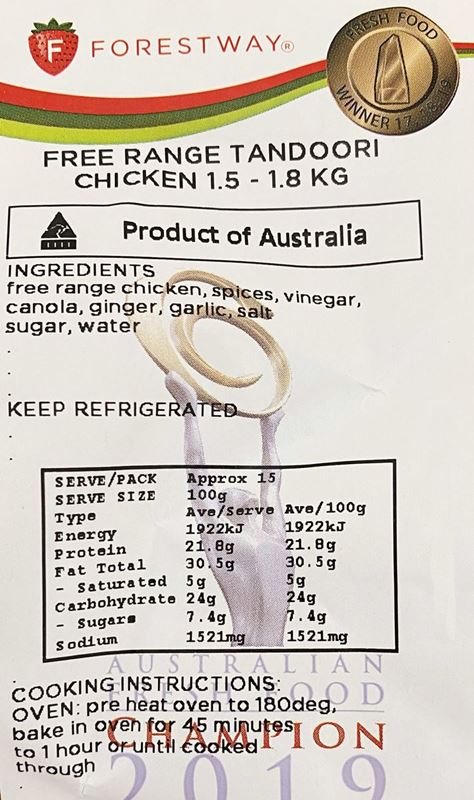 F FORESTWAY®
FRESH FOOD
WINNER 17
FREE RANGE TANDOORI
CHICKEN 1.5 - 1.8 KG
Product of Australia
INGREDIENTS
free range chicken, spices, vinegar,
canola, ginger, garlic, salt
sugar, water
.
.
.
KEEP REFRIGERATED
.
.
SERVE/PACK Approx 15
SERVE SIZE 100g
Type Ave/Serve Ave/100g
Energy 1922kJ 1922kJ
Protein 21.8g 21.8g
Fat Total 30.5g 30.5g
- Saturated 5g 5g
Carbohydrate 24g 24g
- Sugars 7.4g 7.4g
Sodium 1521mg 1521mg
AUSTRALIAN
FRESH FOOD
CHAMPION
2019
COOKING INSTRUCTIONS:
OVEN: pre heat oven to 180deg,
bake in oven for 45 minutes
to 1 hour or until cooked
through